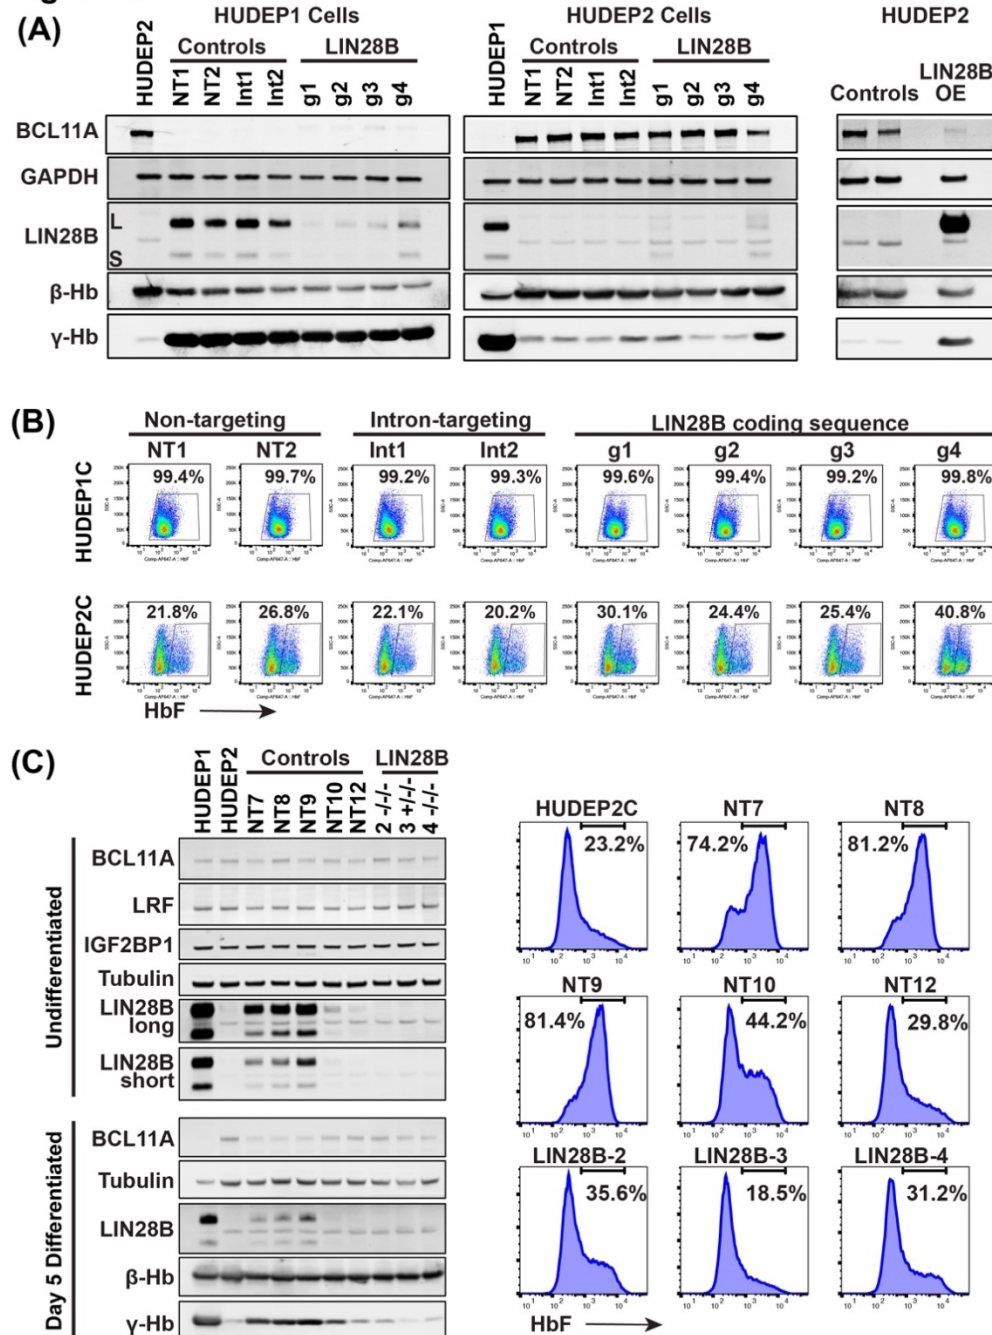 (A)
HUDEP1 Cells
HUDEP2 Cells
HUDEP2
HUDEP2
Controls
LIN28B
NT1
NT2
Int1
Int2
g1
g2
g3
g4
HUDEP1
Controls
LIN28B
NT1
NT2
Int1
Int2
g1
g2
g3
g4
Controls
LIN28B
OE
BCL11A
GAPDH
LIN28B
L
S
β-Hb
γ-Hb
(B)
Non-targeting
Intron-targeting
LIN28B coding sequence
NT1
NT2
Int1
Int2
g1
g2
g3
g4
HUDEP1C
99.4%
99.7%
99.2%
99.3%
99.6%
99.4%
99.2%
99.8%
HUDEP2C
21.8%
26.8%
22.1%
20.2%
30.1%
24.4%
25.4%
40.8%
HbF
(C)
HUDEP1
HUDEP2
Controls
LIN28B
NT7
NT8
NT9
NT10
NT12
2 -/-/-
3 +/-/-
4 -/-/-
Undifferentiated
BCL11A
LRF
IGF2BP1
Tubulin
LIN28B
long
LIN28B
short
Day 5 Differentiated
BCL11A
Tubulin
LIN28B
β-Hb
γ-Hb
HUDEP2C
NT7
NT8
23.2%
74.2%
81.2%
NT9
NT10
NT12
81.4%
44.2%
29.8%
LIN28B-2
LIN28B-3
LIN28B-4
35.6%
18.5%
31.2%
HbF